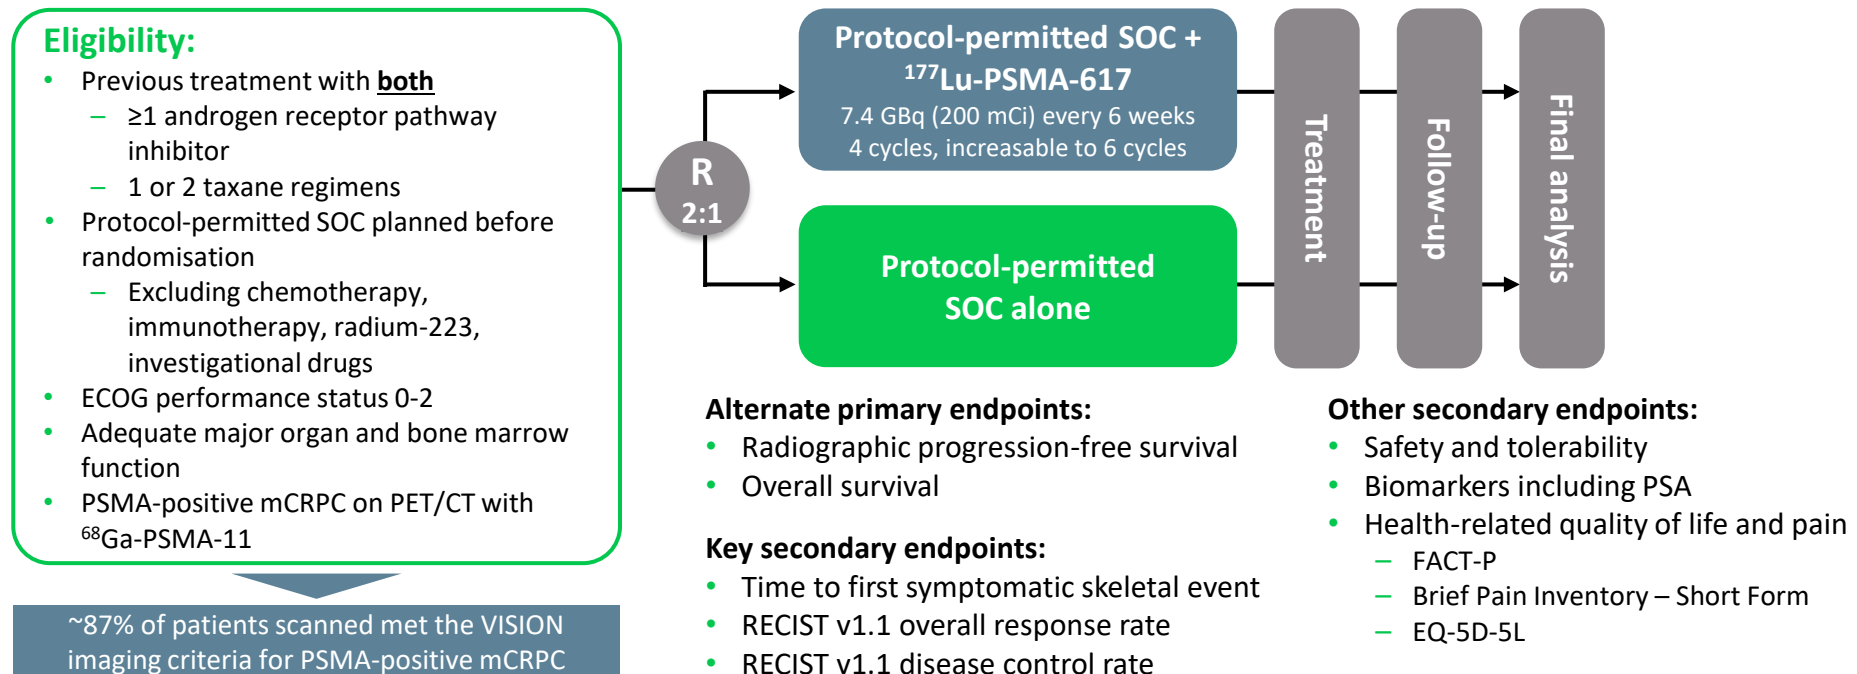 Eligibility:
• Previous treatment with both
– ≥1 androgen receptor pathway
inhibitor
– 1 or 2 taxane regimens
• Protocol-permitted SOC planned before
randomisation
– Excluding chemotherapy,
immunotherapy, radium-223,
investigational drugs
• ECOG performance status 0-2
• Adequate major organ and bone marrow
function
• PSMA-positive mCRPC on PET/CT with
⁶⁸Ga-PSMA-11
~87% of patients scanned met the VISION
imaging criteria for PSMA-positive mCRPC
R
2:1
Protocol-permitted SOC +
¹⁷⁷Lu-PSMA-617
7.4 GBq (200 mCi) every 6 weeks
4 cycles, increasable to 6 cycles
Protocol-permitted
SOC alone
Treatment
Follow-up
Final analysis
Alternate primary endpoints:
• Radiographic progression-free survival
• Overall survival
Key secondary endpoints:
• Time to first symptomatic skeletal event
• RECIST v1.1 overall response rate
• RECIST v1.1 disease control rate
Other secondary endpoints:
• Safety and tolerability
• Biomarkers including PSA
• Health-related quality of life and pain
– FACT-P
– Brief Pain Inventory – Short Form
– EQ-5D-5L